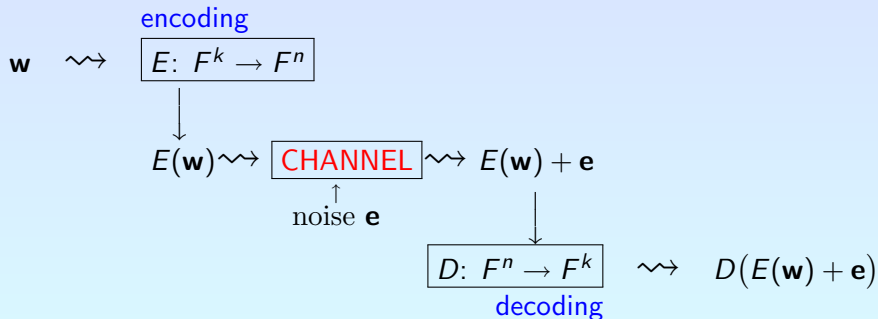 encoding
w ⇝ E: F^k → F^n
E(w) ⇝ CHANNEL ⇝ E(w) + e
noise e
D: F^n → F^k ⇝ D(E(w) + e)
decoding